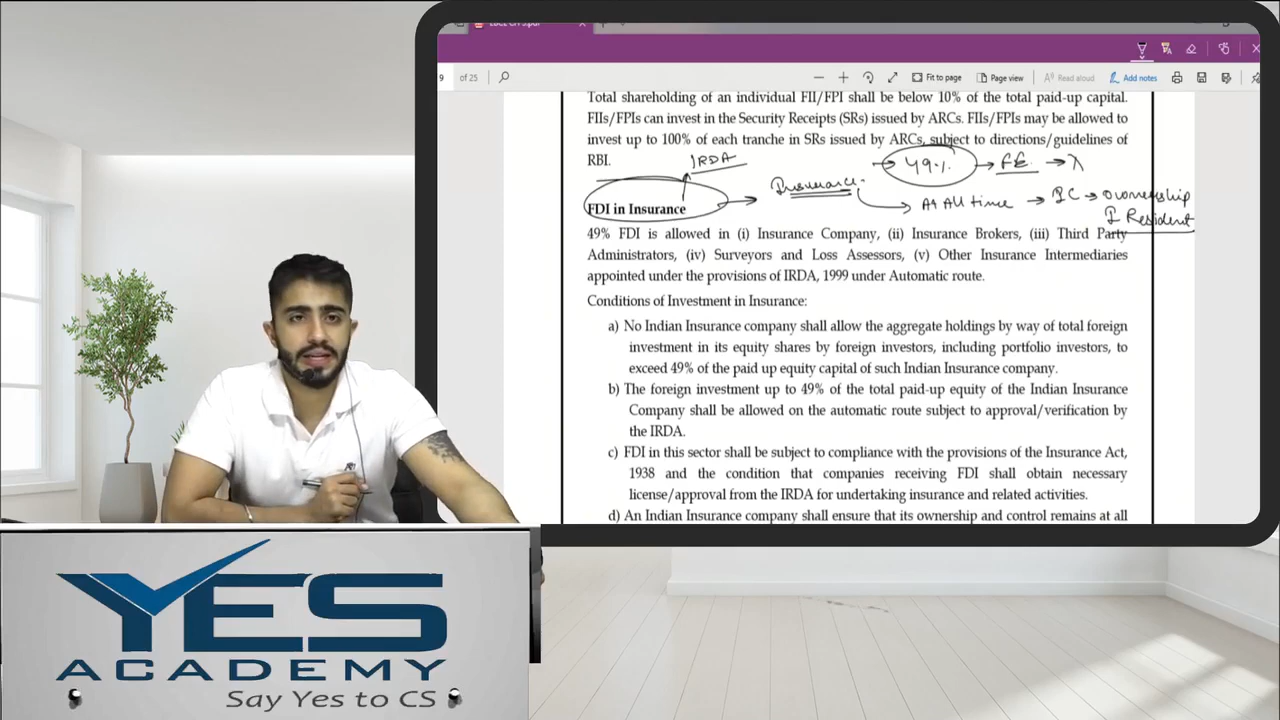 9 of 25
Fit to page
Page view
Read aloud
Add notes
Total shareholding of an individual FII/FPI shall be below 10% of the total paid-up capital.
FIIs/FPIs can invest in the Security Receipts (SRs) issued by ARCs. FIIs/FPIs may be allowed to
invest up to 100% of each tranche in SRs issued by ARCs, subject to directions/guidelines of
RBI.
IRDA
49%
Insurance
At All time
ownership
Resident
FDI in Insurance
49% FDI is allowed in (i) Insurance Company, (ii) Insurance Brokers, (iii) Third Party
Administrators, (iv) Surveyors and Loss Assessors, (v) Other Insurance Intermediaries
appointed under the provisions of IRDA, 1999 under Automatic route.
Conditions of Investment in Insurance:
a) No Indian Insurance company shall allow the aggregate holdings by way of total foreign
investment in its equity shares by foreign investors, including portfolio investors, to
exceed 49% of the paid up equity capital of such Indian Insurance company.
b) The foreign investment up to 49% of the total paid-up equity of the Indian Insurance
Company shall be allowed on the automatic route subject to approval/verification by
the IRDA.
c) FDI in this sector shall be subject to compliance with the provisions of the Insurance Act,
1938 and the condition that companies receiving FDI shall obtain necessary
license/approval from the IRDA for undertaking insurance and related activities.
d) An Indian Insurance company shall ensure that its ownership and control remains at all
YES
ACADEMY
Say Yes to CS